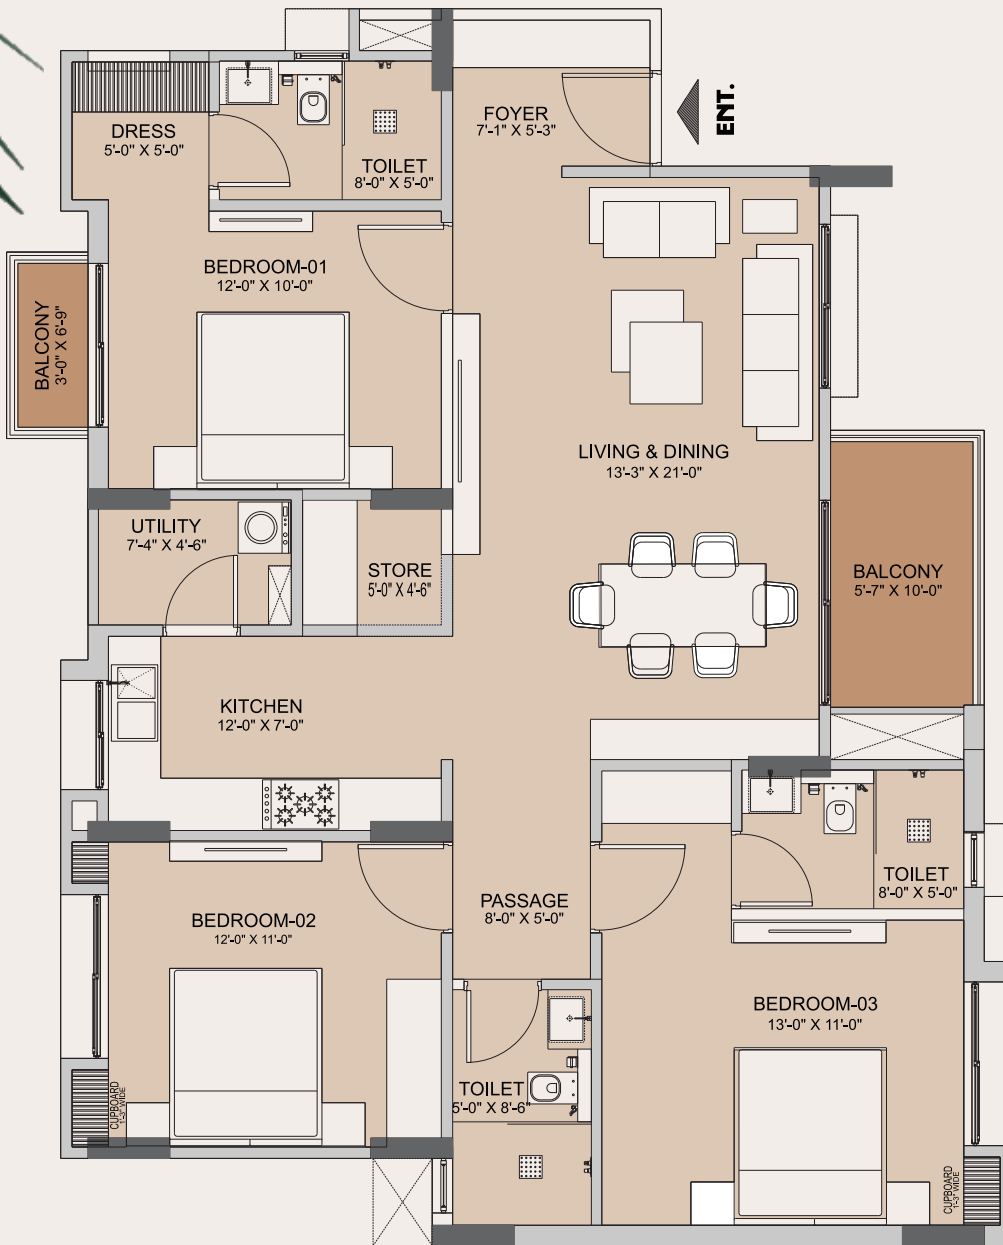 FOYER
7'-1" X 5'-3"
ENT.
DRESS
5'-0" X 5'-0"
TOILET
8'-0" X 5'-0"
BEDROOM-01
12'-0" X 10'-0"
BALCONY
3'-0" X 6'-9"
LIVING & DINING
13'-3" X 21'-0"
UTILITY
7'-4" X 4'-6"
STORE
5'-0" X 4'-6"
BALCONY
5'-7" X 10'-0"
KITCHEN
12'-0" X 7'-0"
TOILET
8'-0" X 5'-0"
PASSAGE
8'-0" X 5'-0"
BEDROOM-02
12'-0" X 11'-0"
BEDROOM-03
13'-0" X 11'-0"
TOILET
5'-0" X 8'-6"
CUPBOARD
1'-3" WIDE
CUPBOARD
1'-3" WIDE